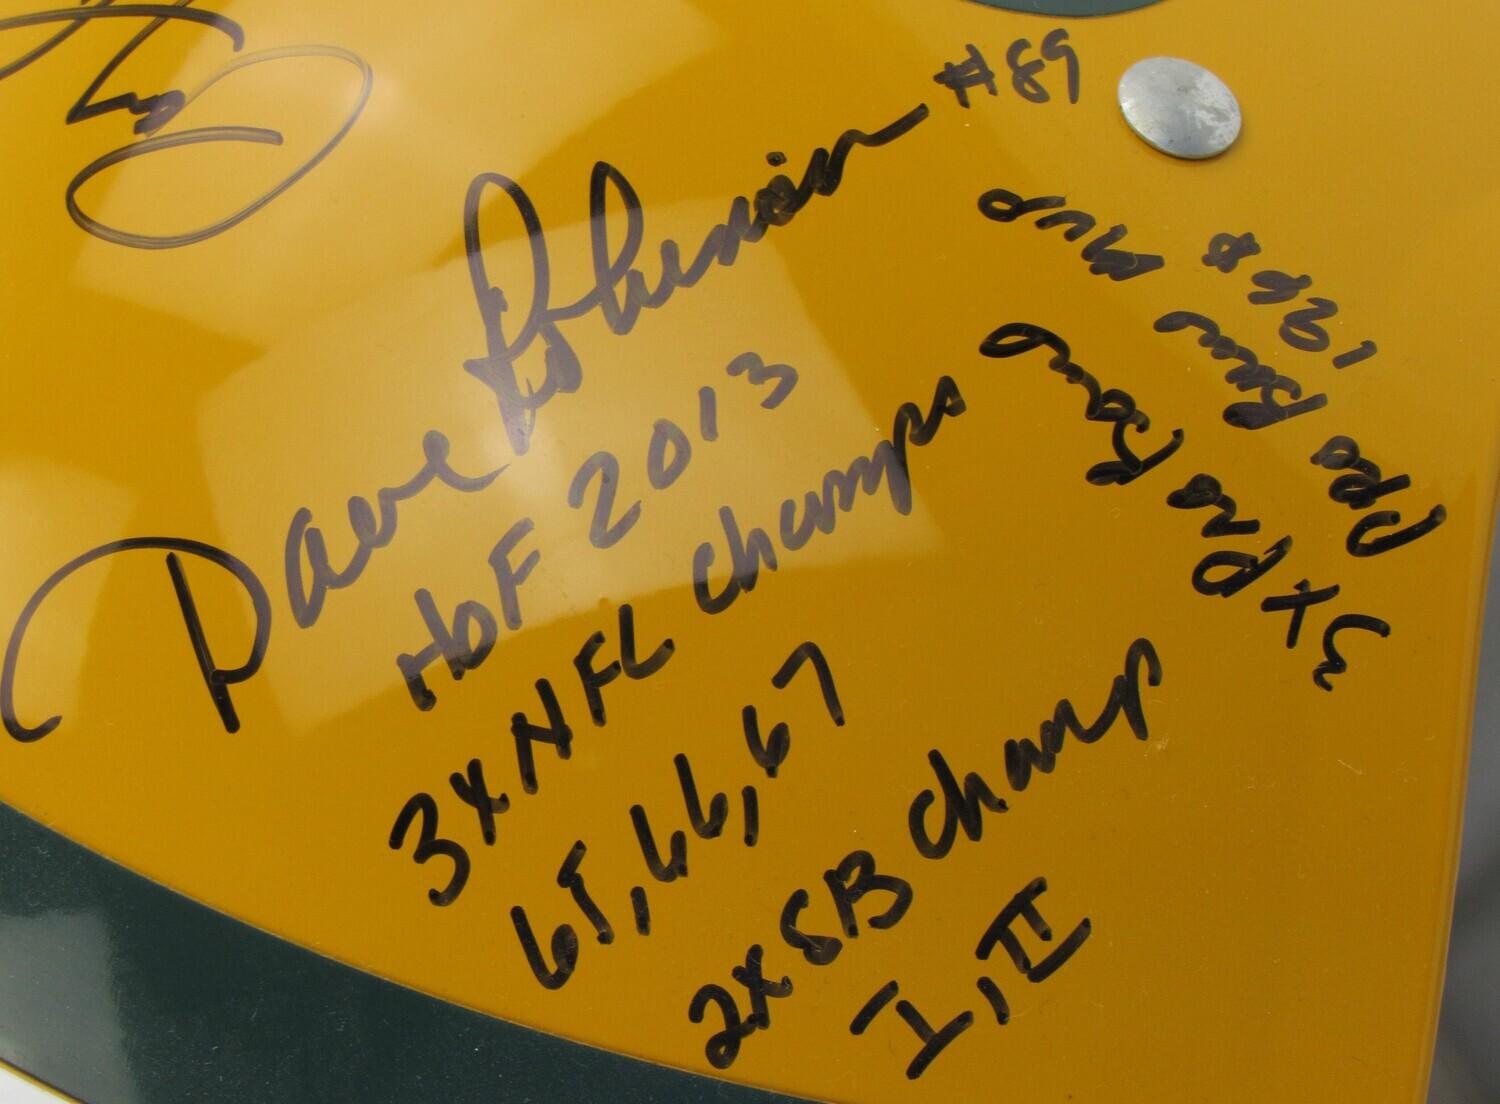 Dave Robinson #89
HOF 2013
3x NFL Champs
65, 66, 67
2x SB Champ
I, II
3x Pro Bowl
Pro Bowl MVP